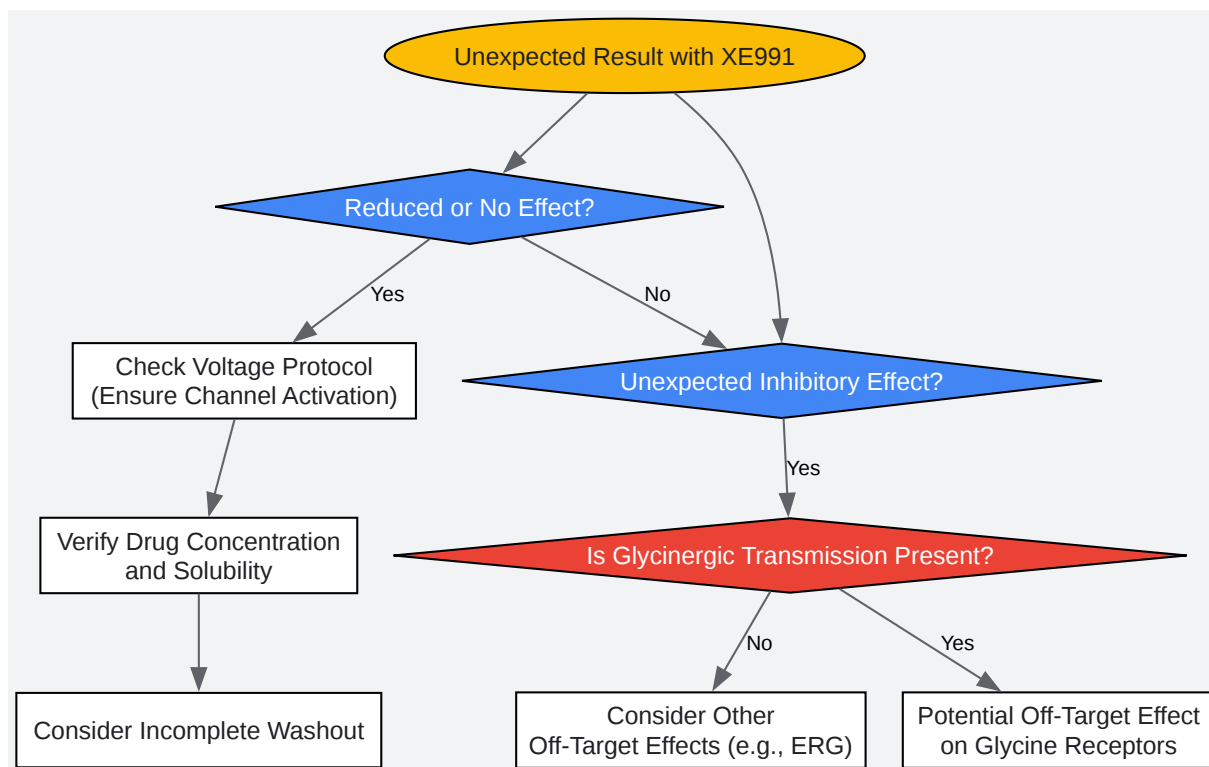 Unexpected Result with XE991
Reduced or No Effect?
Yes
No
Check Voltage Protocol
(Ensure Channel Activation)
Unexpected Inhibitory Effect?
Yes
Verify Drug Concentration
and Solubility
Is Glycinergic Transmission Present?
No
Yes
Consider Incomplete Washout
Consider Other
Off-Target Effects (e.g., ERG)
Potential Off-Target Effect
on Glycine Receptors